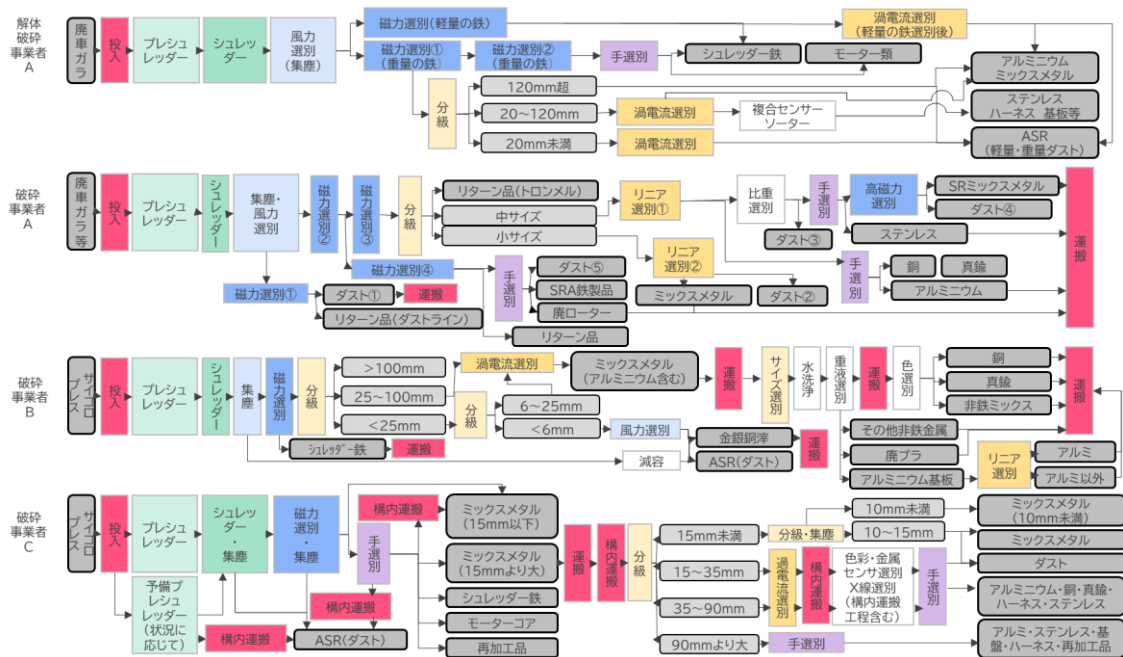 解体
破砕
事業者
A
廃車ガラ
投入
プレシュ
レッダー
シュレッ
ダー
風力
選別
(集塵)
磁力選別(軽量の鉄)
磁力選別①
(重量の鉄)
磁力選別②
(重量の鉄)
手選別
シュレッダー鉄
モーター類
渦電流選別
(軽量の鉄選別後)
分級
120mm超
20~120mm
20mm未満
渦電流選別
渦電流選別
複合センサー
ソーター
アルミニウム
ミックスメタル
ステンレス
ハーネス 基板等
ASR
(軽量・重量ダスト)
破砕
事業者
A
廃車ガラ等
投入
プレシュ
レッダー
シュレッダー
集塵・
風力
選別
磁力選別②
磁力選別③
分級
リターン品(トロンメル)
中サイズ
小サイズ
リニア
選別①
比重
選別
手選別
高磁力
選別
SRミックスメタル
ダスト④
ステンレス
ダスト③
運搬
磁力選別④
磁力選別①
ダスト①
運搬
リターン品(ダストライン)
手選別
ダスト⑤
SRA鉄製品
廃ローター
リターン品
リニア
選別②
ミックスメタル
ダスト②
手選別
銅
真鍮
アルミニウム
破砕
事業者
B
サイコロ
プレス
投入
プレシュ
レッダー
シュレッダー
集塵
磁力選別
分級
>100mm
25~100mm
<25mm
シュレッダー鉄
運搬
渦電流選別
分級
6~25mm
<6mm
風力選別
減容
ミックスメタル
(アルミニウム含む)
金銀銅滓
ASR(ダスト)
運搬
運搬
サイズ選別
水洗浄
重液選別
運搬
色選別
銅
真鍮
非鉄ミックス
運搬
その他非鉄金属
廃プラ
アルミニウム基板
リニア
選別
アルミ
アルミ以外
破砕
事業者
C
サイコロ
プレス
投入
プレシュ
レッダー
シュレッ
ダー
・
集塵
磁力
選別
・
集塵
予備プ
レシュ
レッダー
(状況に
応じて)
構内運搬
ASR(ダスト)
構内運搬
手選別
構内運搬
ミックスメタル
(15mm以下)
ミックスメタル
(15mmより大)
シュレッダー鉄
モーターコア
再加工品
運搬
構内運搬
分級
15mm未満
15~35mm
35~90mm
90mmより大
分級・集塵
10mm未満
10~15mm
渦電流選別
構内運搬
色彩・金属
センサ選別
X線選別
(構内運搬
工程含む)
手選別
手選別
ミックスメタル
(10mm未満)
ミックスメタル
ダスト
アルミニウム・銅・真鍮・
ハーネス・ステンレス
アルミ・ステンレス・基
盤・ハーネス・再加工品